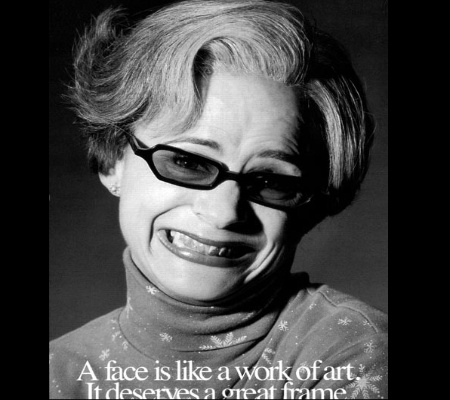 A face is like a work of art.
It deserves a great frame.